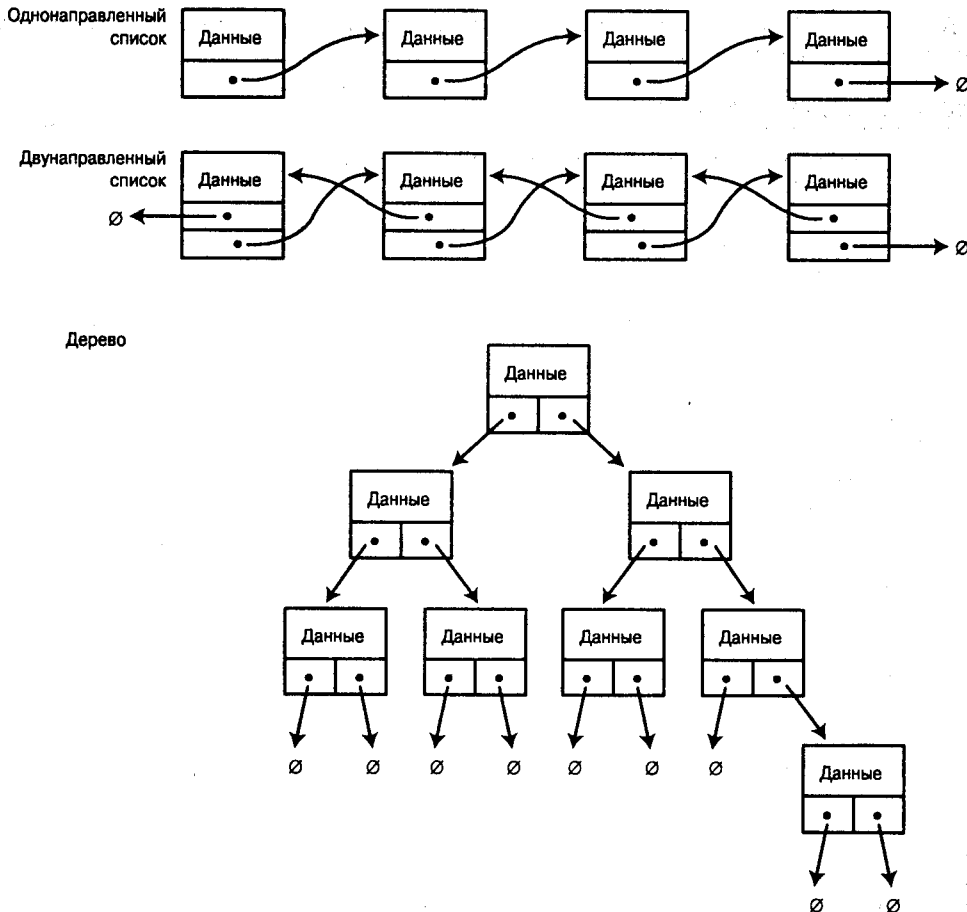 Однонаправленный
список
Данные Данные Данные Данные
Ø
Двунаправленный
список
Данные Данные Данные Данные
Ø
Ø
Дерево
Данные
Данные Данные
Данные Данные Данные Данные
Ø Ø Ø Ø Ø Ø Ø
Данные
Ø Ø